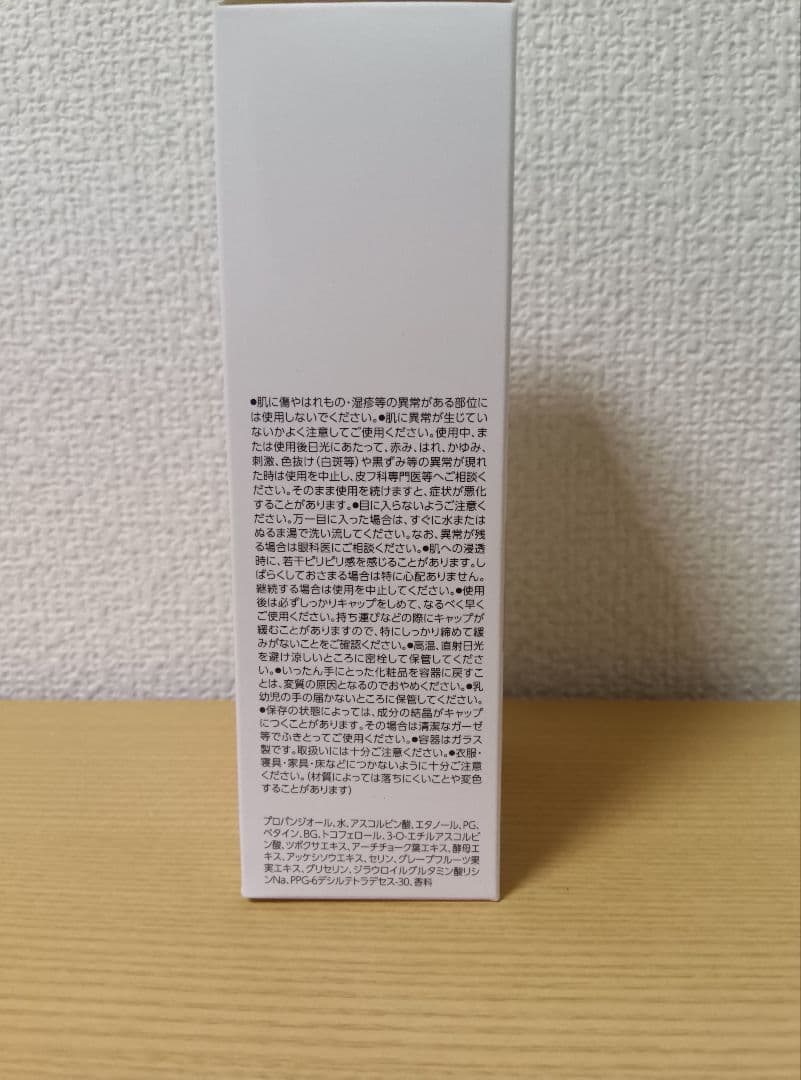 ●肌に傷やはれもの・湿疹等の異常がある部位に
は使用しないでください。●肌に異常が生じてい
ないかよく注意してご使用ください。使用中、ま
たは使用後日光にあたって、赤み、はれ、かゆみ、
刺激、色抜け(白斑等)や黒ずみ等の異常が現れ
た時は使用を中止し、皮フ科専門医等へご相談く
ださい。そのまま使用を続けますと、症状が悪化
することがあります。●目に入らないようご注意く
ださい。万一目に入った場合は、すぐに水または
ぬるま湯で洗い流してください。なお、異常が残
る場合は眼科医にご相談ください。●肌への浸透
時に、若干ピリピリ感を感じることがあります。し
ばらくしておさまる場合は特に心配ありません。
継続する場合は使用を中止してください。●使用
後は必ずしっかりキャップをしめて、なるべく早く
ご使用ください。持ち運びなどの際にキャップが
緩むことがありますので、特にしっかり締めて緩
みがないことをご確認ください。●高温、直射日光
を避け涼しいところに密栓して保管してくださ
い。●いったん手にとった化粧品を容器に戻すこ
とは、変質の原因となるのでおやめください。●乳
幼児の手の届かないところに保管してください。
●保存の状態によっては、成分の結晶がキャップ
につくことがあります。その場合は清潔なガーゼ
等でふきとってご使用ください。●容器はガラス
製です。取扱いには十分ご注意ください。●衣服・
寝具・家具・床などにつかないように十分ご注意
ください。(材質によっては落ちにくいことや変色
することがあります)
プロパンジオール、水、アスコルビン酸、エタノール、PG、
ベタイン、BG、トコフェロール、3-O-エチルアスコルビ
ン酸、ツボクサエキス、アーチチョーク葉エキス、酵母エ
キス、アッケシソウエキス、セリン、グレープフルーツ果
実エキス、グリセリン、ジラウロイルグルタミン酸リシ
ンNa、PPG-6デシルテトラデセス-30、香料